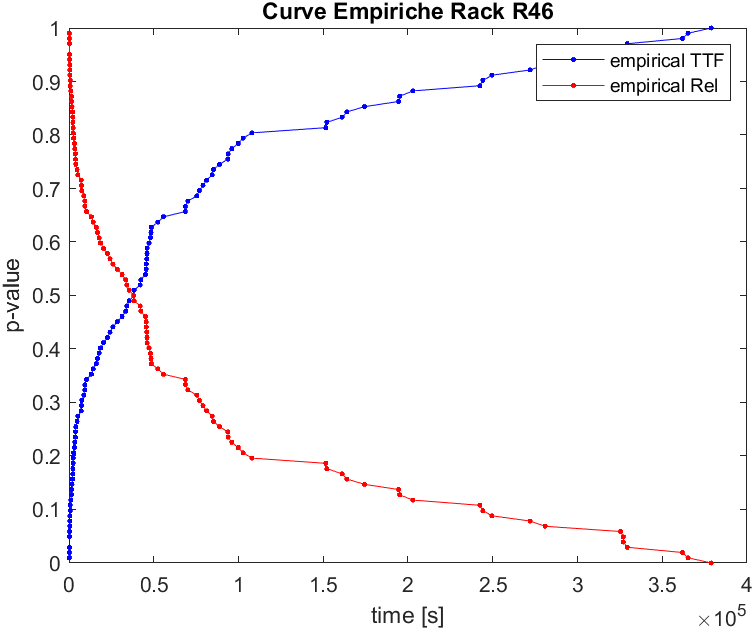 Curve Empiriche Rack R46
empirical TTF
empirical Rel
1
0.9
0.8
0.7
0.6
0.5
0.4
0.3
0.2
0.1
0
p-value
0 0.5 1 1.5 2 2.5 3 3.5 4
time [s]
×10^5